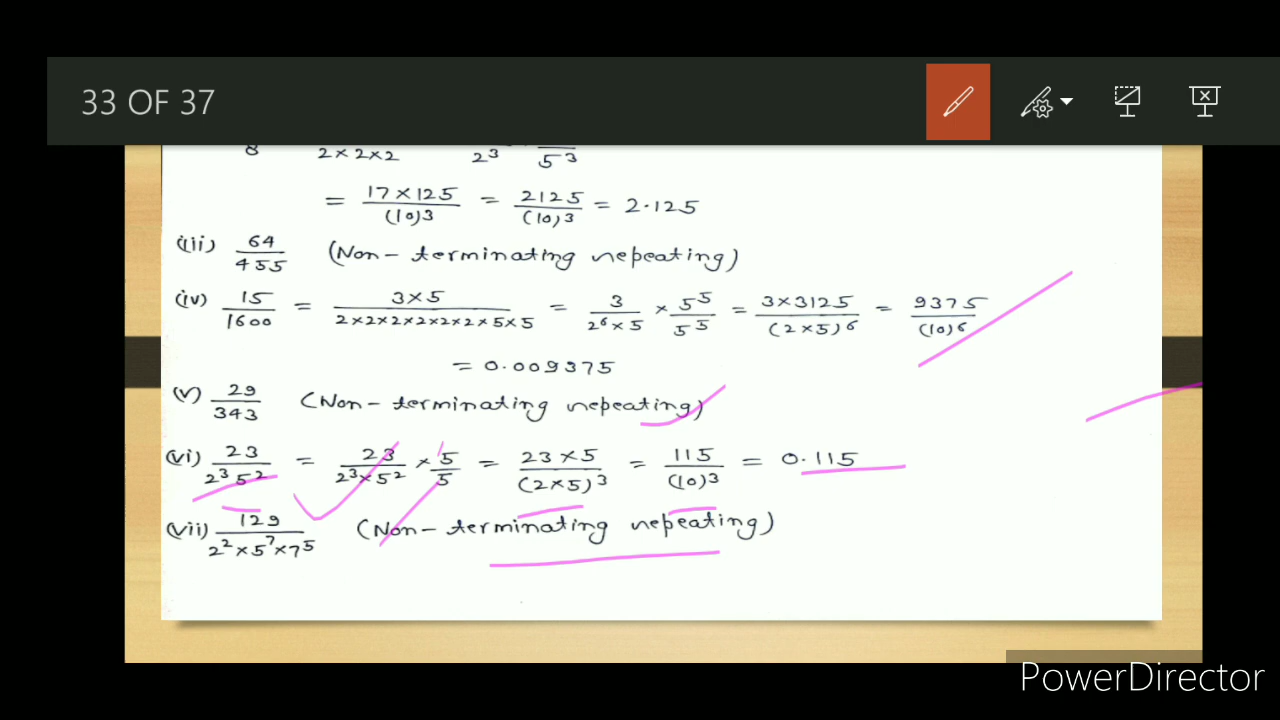 33 OF 37
8 2×2×2 2³ 5³
= 17×125/(10)3 = 2125/(10)3 = 2.125
(iii) 64/455 (Non-terminating repeating)
(iv) 15/1600 = 3×5/2×2×2×2×2×2×5×5 = 3/2⁶×5 × 5⁵/5⁵ = 3×3125/(2×5)⁶ = 9375/(10)⁶
= 0.009375
(v) 29/343 (Non-terminating repeating)
(vi) 23/2³5² = 23/2³×5² × 5/5 = 23×5/(2×5)³ = 115/(10)³ = 0.115
(vii) 129/2²×5⁷×7⁵ (Non-terminating repeating)
PowerDirector